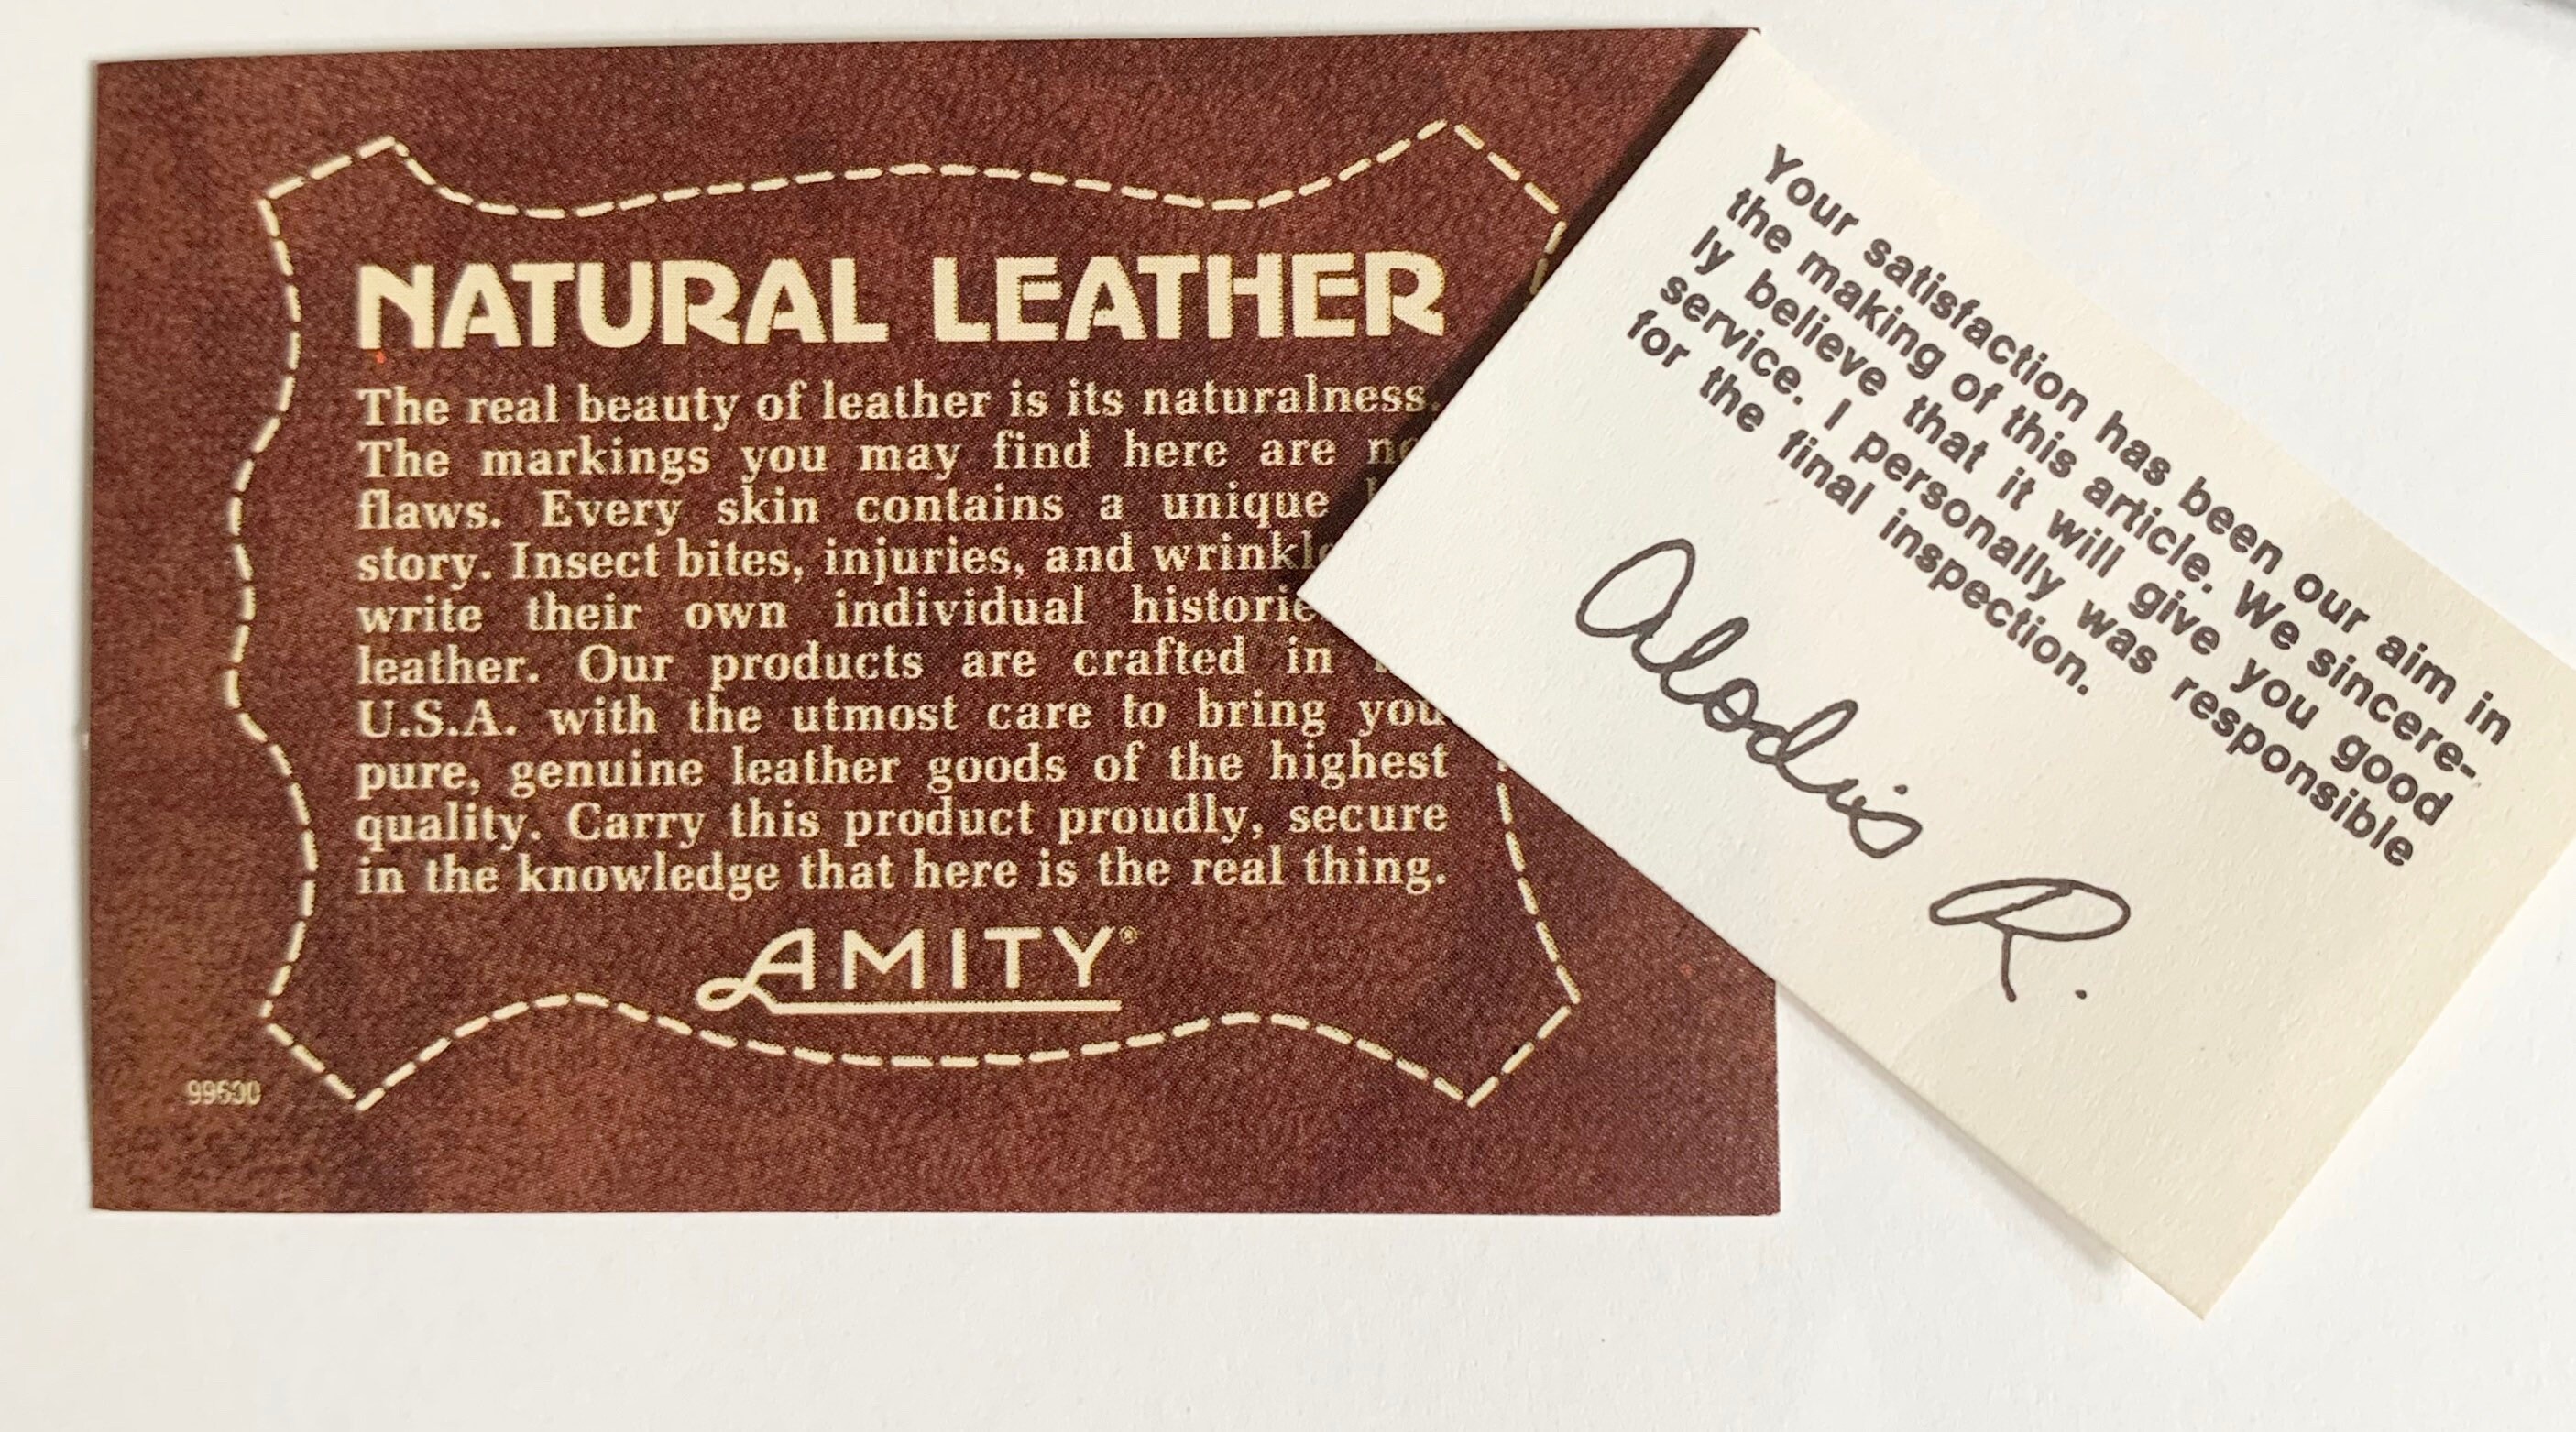 NATURAL LEATHER
The real beauty of leather is its naturalness.
The markings you may find here are
flaws. Every skin contains a unique
story. Insect bites, injuries, and
write their own individual
leather. Our products are crafted in
U.S.A. with the utmost care to bring you
pure, genuine leather goods of the highest
quality. Carry this product proudly, secure
in the knowledge that here is the real thing.
AMITY®
Your satisfaction has been our aim in
the making of this article. We sincere-
ly believe that it will give you good
service. I personally was responsible
for the final inspection.
Alodis R.